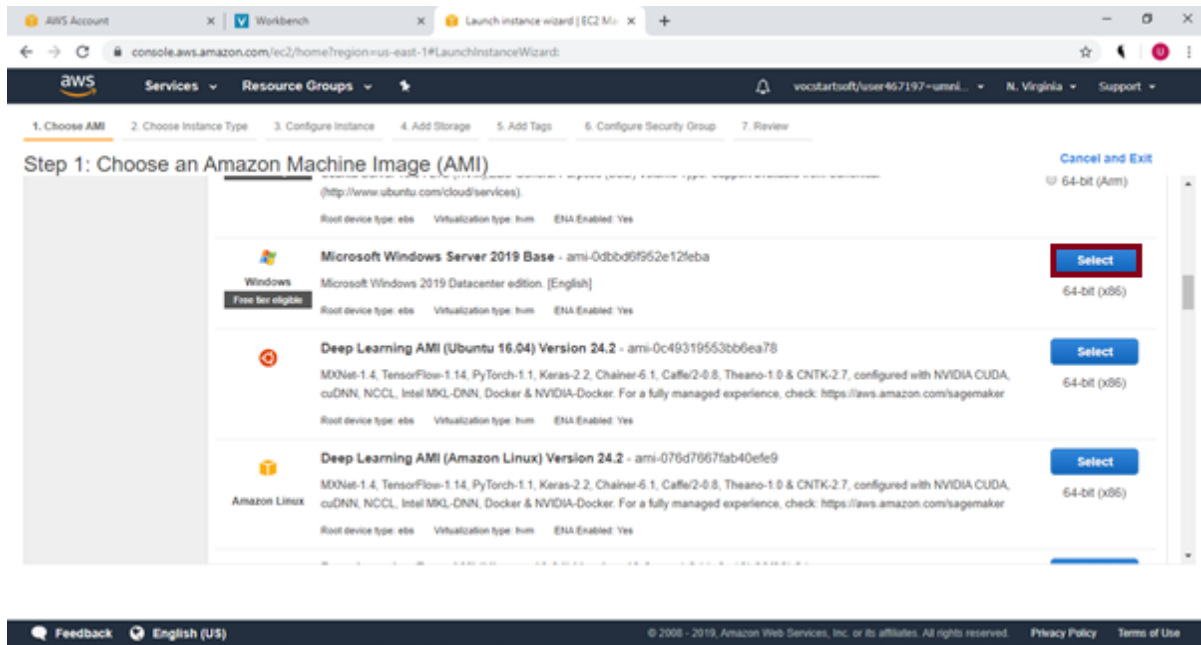 AWS Account
Workbench
Launch instance wizard | EC2 Ma
console.aws.amazon.com/ec2/home?region=us-east-1#LaunchInstanceWizard:
aws Services Resource Groups vocstartsoft/user467197=umni... N. Virginia Support
1. Choose AMI 2. Choose Instance Type 3. Configure Instance 4. Add Storage 5. Add Tags 6. Configure Security Group 7. Review
Step 1: Choose an Amazon Machine Image (AMI)
Cancel and Exit
(http://www.ubuntu.com/cloud/services).
64-bit (Arm)
Root device type: ebs Virtualization type: hvm ENA Enabled: Yes
Microsoft Windows Server 2019 Base - ami-0dbbd6f952e12feba
Select
Windows
Microsoft Windows 2019 Datacenter edition. [English]
64-bit (x86)
Free tier eligible
Root device type: ebs Virtualization type: hvm ENA Enabled: Yes
Deep Learning AMI (Ubuntu 16.04) Version 24.2 - ami-0c49319553bb6ea78
Select
MXNet-1.4, TensorFlow-1.14, PyTorch-1.1, Keras-2.2, Chainer-6.1, Caffe/2-0.8, Theano-1.0 & CNTK-2.7, configured with NVIDIA CUDA,
cuDNN, NCCL, Intel MKL-DNN, Docker & NVIDIA-Docker. For a fully managed experience, check: https://aws.amazon.com/sagemaker
64-bit (x86)
Root device type: ebs Virtualization type: hvm ENA Enabled: Yes
Deep Learning AMI (Amazon Linux) Version 24.2 - ami-076d7667fab40efe9
Select
Amazon Linux
MXNet-1.4, TensorFlow-1.14, PyTorch-1.1, Keras-2.2, Chainer-6.1, Caffe/2-0.8, Theano-1.0 & CNTK-2.7, configured with NVIDIA CUDA,
cuDNN, NCCL, Intel MKL-DNN, Docker & NVIDIA-Docker. For a fully managed experience, check: https://aws.amazon.com/sagemaker
64-bit (x86)
Root device type: ebs Virtualization type: hvm ENA Enabled: Yes
Feedback English (US) © 2008 - 2019, Amazon Web Services, Inc. or its affiliates. All rights reserved. Privacy Policy Terms of Use